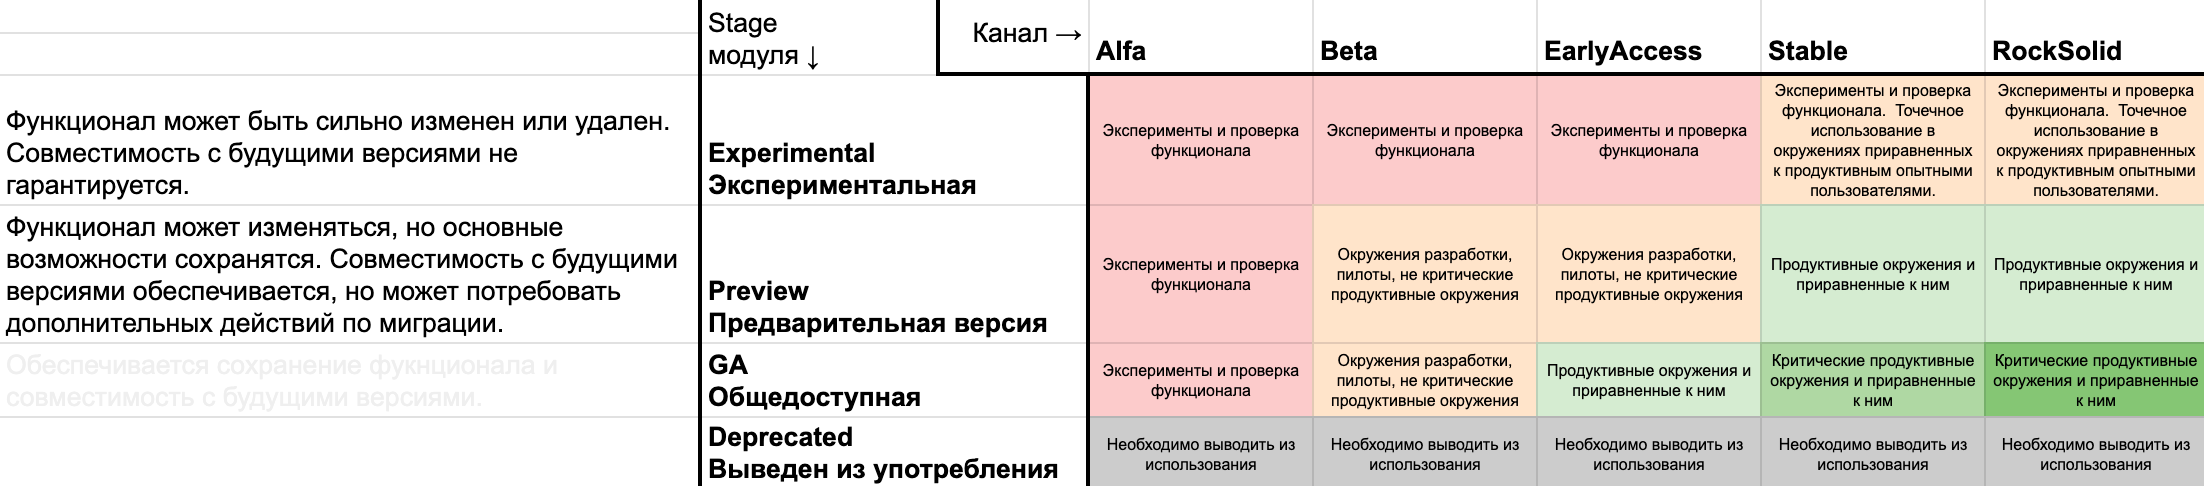 Stage
модуля ↓
Канал →
Alfa
Beta
EarlyAccess
Stable
RockSolid
Функционал может быть сильно изменен или удален.
Совместимость с будущими версиями не
гарантируется.
Experimental
Экспериментальная
Эксперименты и проверка
функционала
Эксперименты и проверка
функционала
Эксперименты и проверка
функционала
Эксперименты и проверка
функционала. Точечное
использование в
окружениях приравненных
к продуктивным опытными
пользователями.
Эксперименты и проверка
функционала. Точечное
использование в
окружениях приравненных
к продуктивным опытными
пользователями.
Функционал может изменяться, но основные
возможности сохранятся. Совместимость с будущими
версиями обеспечивается, но может потребовать
дополнительных действий по миграции.
Preview
Предварительная версия
Эксперименты и проверка
функционала
Окружения разработки,
пилоты, не критические
продуктивные окружения
Окружения разработки,
пилоты, не критические
продуктивные окружения
Продуктивные окружения и
приравненные к ним
Продуктивные окружения и
приравненные к ним
Обеспечивается сохранение фукнционала и
совместимость с будущими версиями.
GA
Общедоступная
Эксперименты и проверка
функционала
Окружения разработки,
пилоты, не критические
продуктивные окружения
Продуктивные окружения и
приравненные к ним
Критические продуктивные
окружения и приравненные
к ним
Критические продуктивные
окружения и приравненные
к ним
Deprecated
Выведен из употребления
Необходимо выводить из
использования
Необходимо выводить из
использования
Необходимо выводить из
использования
Необходимо выводить из
использования
Необходимо выводить из
использования